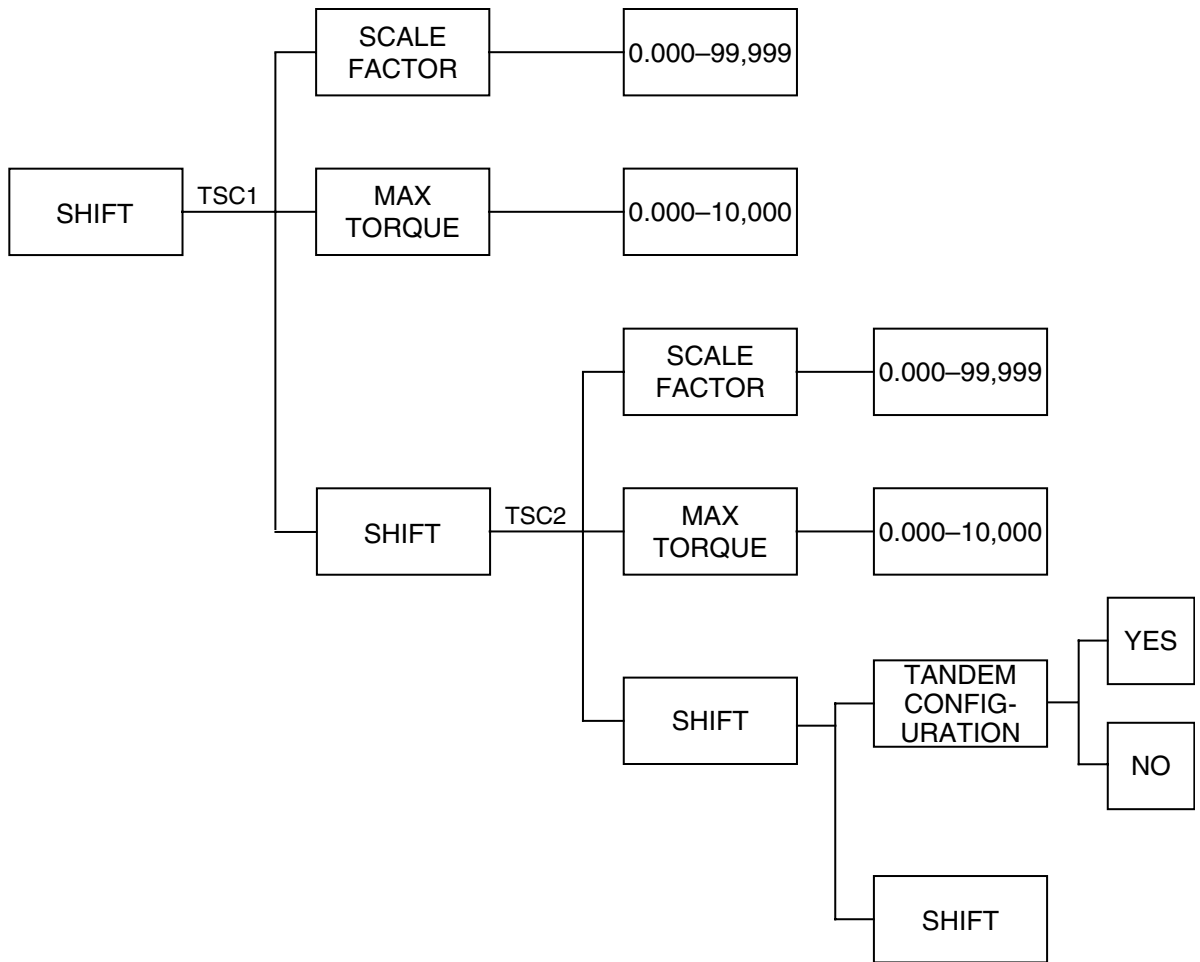 SCALE
FACTOR
0.000–99,999
SHIFT
TSC1
MAX
TORQUE
0.000–10,000
SCALE
FACTOR
0.000–99,999
SHIFT
TSC2
MAX
TORQUE
0.000–10,000
SHIFT
TANDEM
CONFIG-
URATION
YES
NO
SHIFT